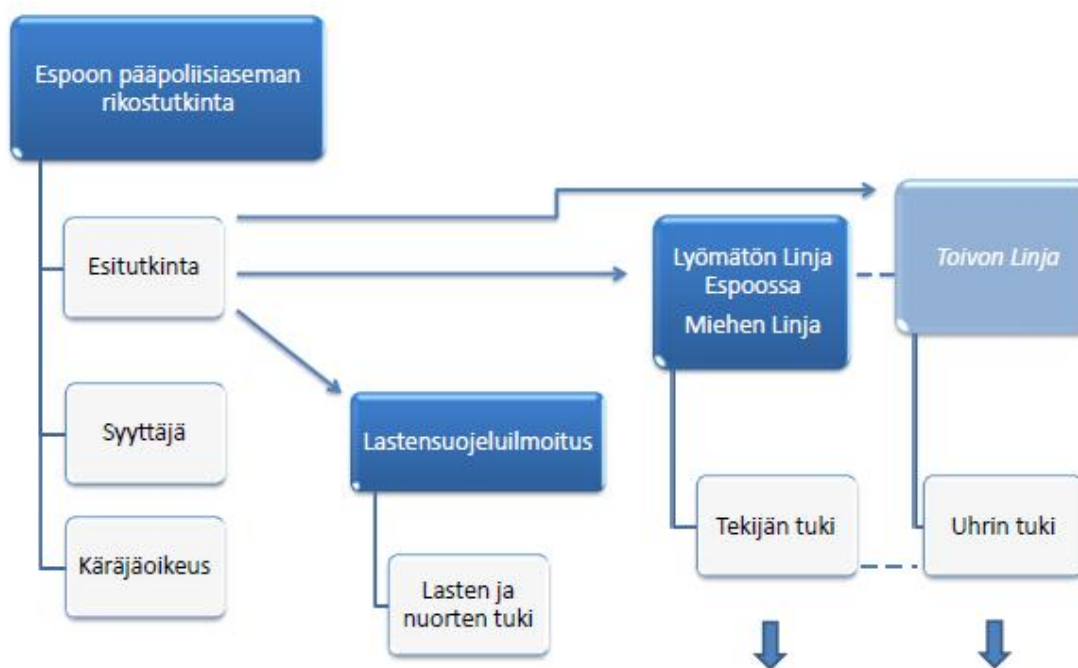 Espoon pääpoliisiaseman
rikostutkinta
Esitutkinta
Syyttäjä
Käräjäoikeus
Lastensuojeluilmoitus
Lasten ja
nuorten tuki
Lyömätön Linja
Espoossa
Miehen Linja
Tekijän tuki
Toivon Linja
Uhrin tuki